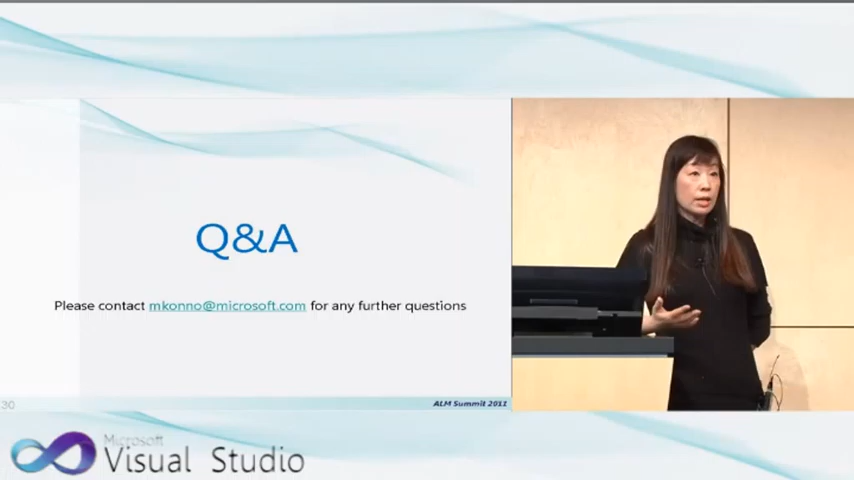 Q&A
Please contact mkonno@microsoft.com for any further questions
30
ALM Summit 2011
Microsoft
Visual Studio